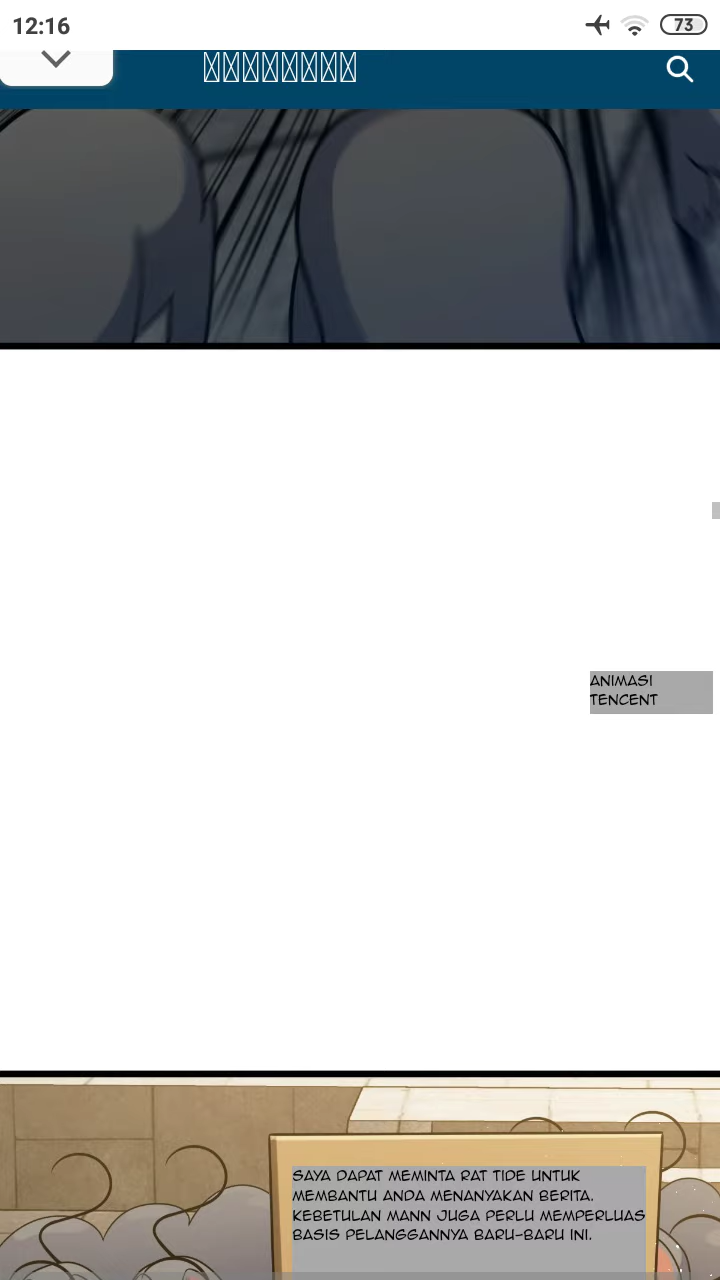 12:16
73
ANIMASI
TENCENT
SAYA DAPAT MEMINTA RAT TIDE UNTUK
MEMBANTU ANDA MENANYAKAN BERITA.
KEBETULAN MANN JUGA PERLU MEMPERLUAS
BASIS PELANGGANNYA BARU-BARU INI.